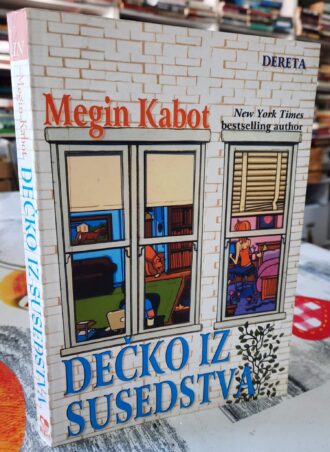 DERETA
Megin Kabot
New York Times
bestselling author
DEČKO IZ
SUSEDSTVA
Megin Kabot
DEČKO IZ SUSEDSTVA